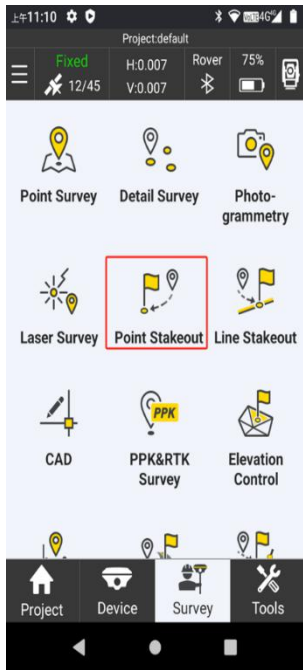 上午11:10 4G
Project:default
Fixed H:0.007 Rover 75%
12/45 V:0.007
Point Survey Detail Survey Photo-
grammetry
Laser Survey Point Stakeout Line Stakeout
PPK
CAD PPK&RTK Elevation
Survey Control
Project Device Survey Tools